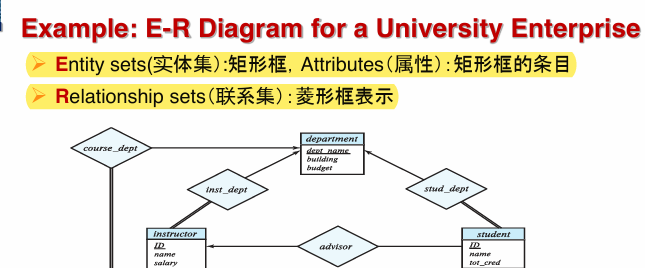 Example: E-R Diagram for a University Enterprise
Entity sets(实体集):矩形框, Attributes(属性):矩形框的条目
Relationship sets(联系集):菱形框表示
department
course_dept
dept_name
building
budget
inst_dept
stud_dept
instructor
student
ID
advisor
ID
name
name
salary
tot_cred